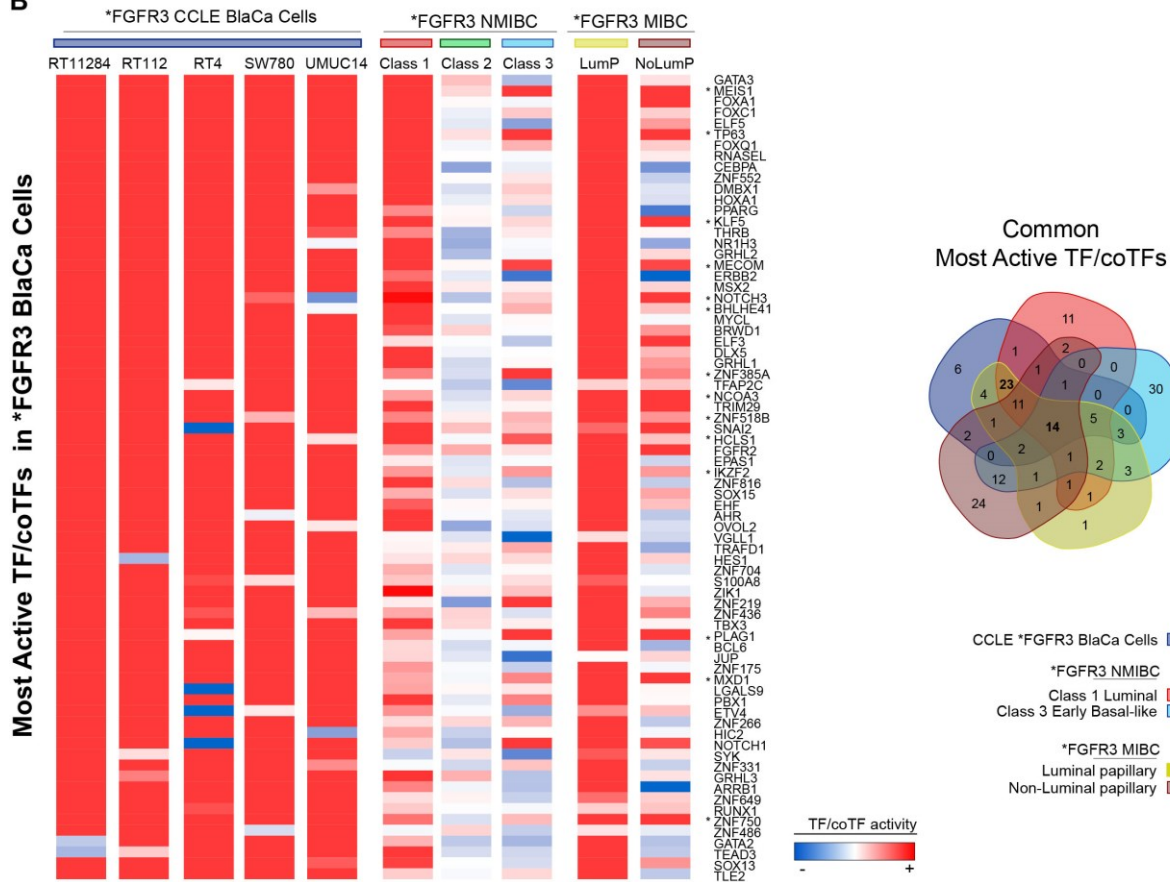 B
*FGFR3 CCLE BlaCa Cells *FGFR3 NMIBC *FGFR3 MIBC
RT11284 RT112 RT4 SW780 UMUC14 Class 1 Class 2 Class 3 LumP NoLumP
Most Active TF/coTFs in *FGFR3 BlaCa Cells
GATA3
* MEIS1
FOXA1
FOXC1
ELF5
* TP63
FOXQ1
RNASEL
CEBPA
ZNF552
DMBX1
HOXA1
PPARG
* KLF5
THRB
NR1H3
GRHL2
* MECOM
ERBB2
MSX2
* NOTCH3
* BHLHE41
MYCL
BRWD1
ELF3
DLX5
GRHL1
* ZNF385A
TFAP2C
* NCOA3
TRIM29
* ZNF518B
SNAI2
* HCLS1
FGFR2
EPAS1
* IKZF2
ZNF816
SOX15
EHF
AHR
OVOL2
VGLL1
TRAFD1
HES1
ZNF704
S100A8
ZIK1
ZNF219
ZNF436
TBX3
* PLAG1
BCL6
JUP
ZNF175
* MXD1
LGALS9
PBX1
ETV4
ZNF266
HIC2
NOTCH1
SYK
ZNF331
GRHL3
ARRB1
ZNF649
RUNX1
* ZNF750
ZNF486
GATA2
TEAD3
SOX13
TLE2
Common
Most Active TF/coTFs
11
2
1 0 0
6 1 30
23 1
4 0
11 0
1 14 5 3
2
0 2 1 2 3
12 1 1
24 1 1
1
CCLE *FGFR3 BlaCa Cells
*FGFR3 NMIBC
Class 1 Luminal
Class 3 Early Basal-like
*FGFR3 MIBC
Luminal papillary
Non-Luminal papillary
TF/coTF activity
- +